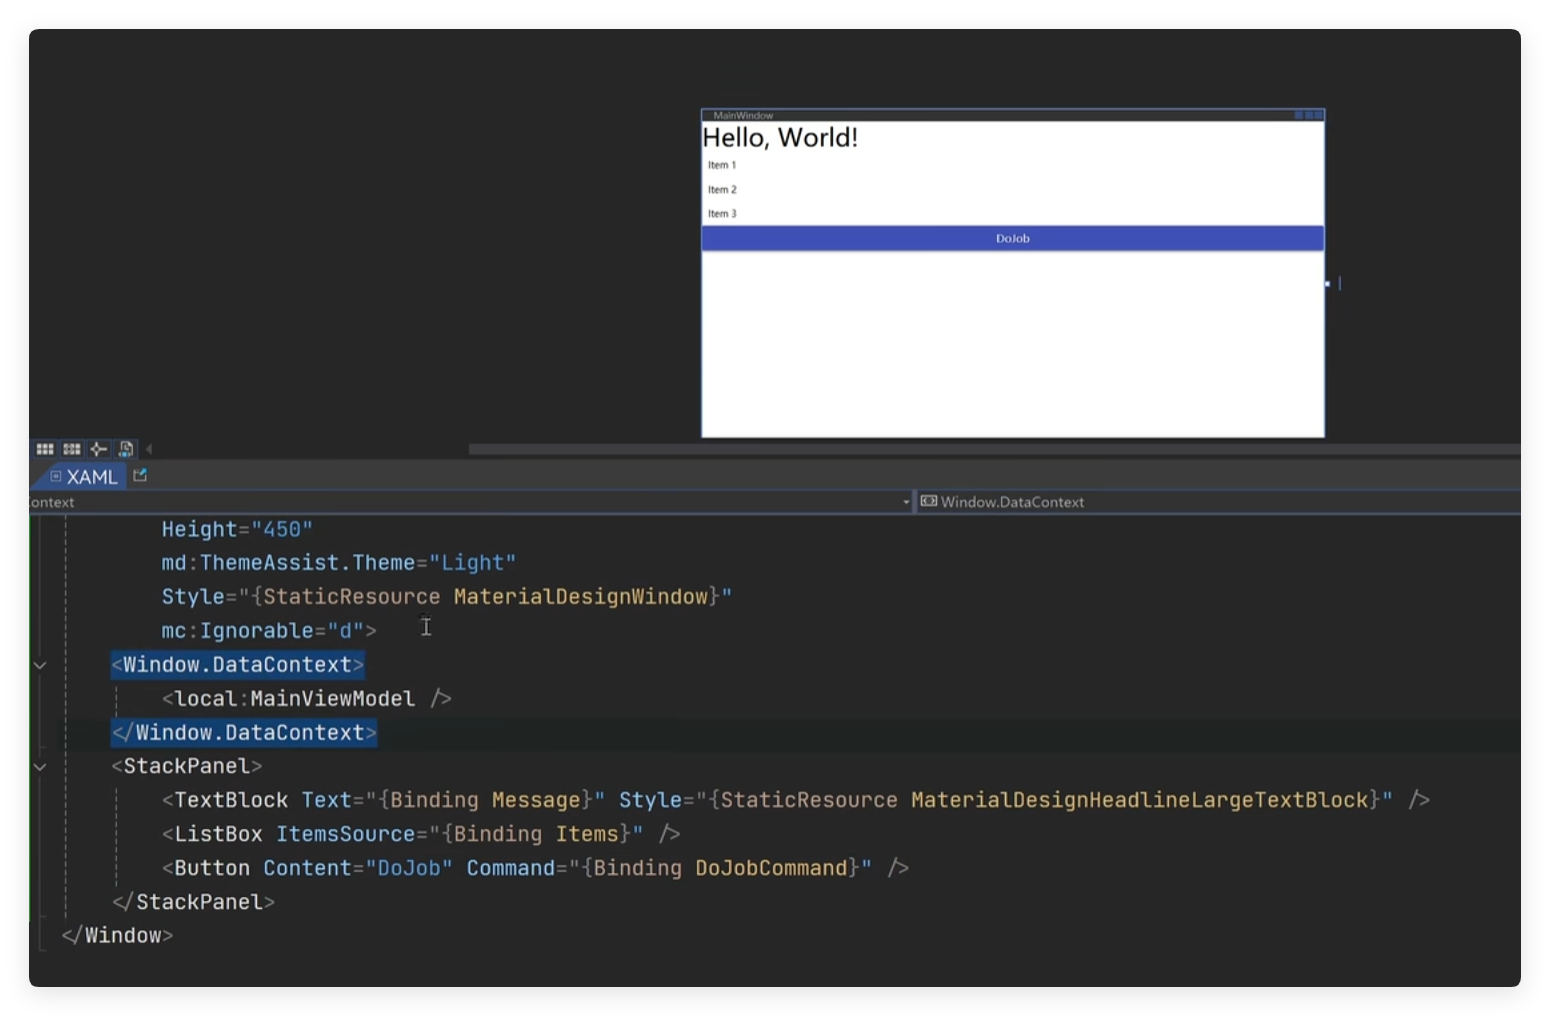 MainWindow
Hello, World!
Item 1
Item 2
Item 3
DoJob
XAML
Context
Window.DataContext
Height="450"
md:ThemeAssist.Theme="Light"
Style="{StaticResource MaterialDesignWindow}"
mc:Ignorable="d">
<Window.DataContext>
<local:MainViewModel />
</Window.DataContext>
<StackPanel>
<TextBlock Text="{Binding Message}" Style="{StaticResource MaterialDesignHeadlineLargeTextBlock}" />
<ListBox ItemsSource="{Binding Items}" />
<Button Content="DoJob" Command="{Binding DoJobCommand}" />
</StackPanel>
</Window>